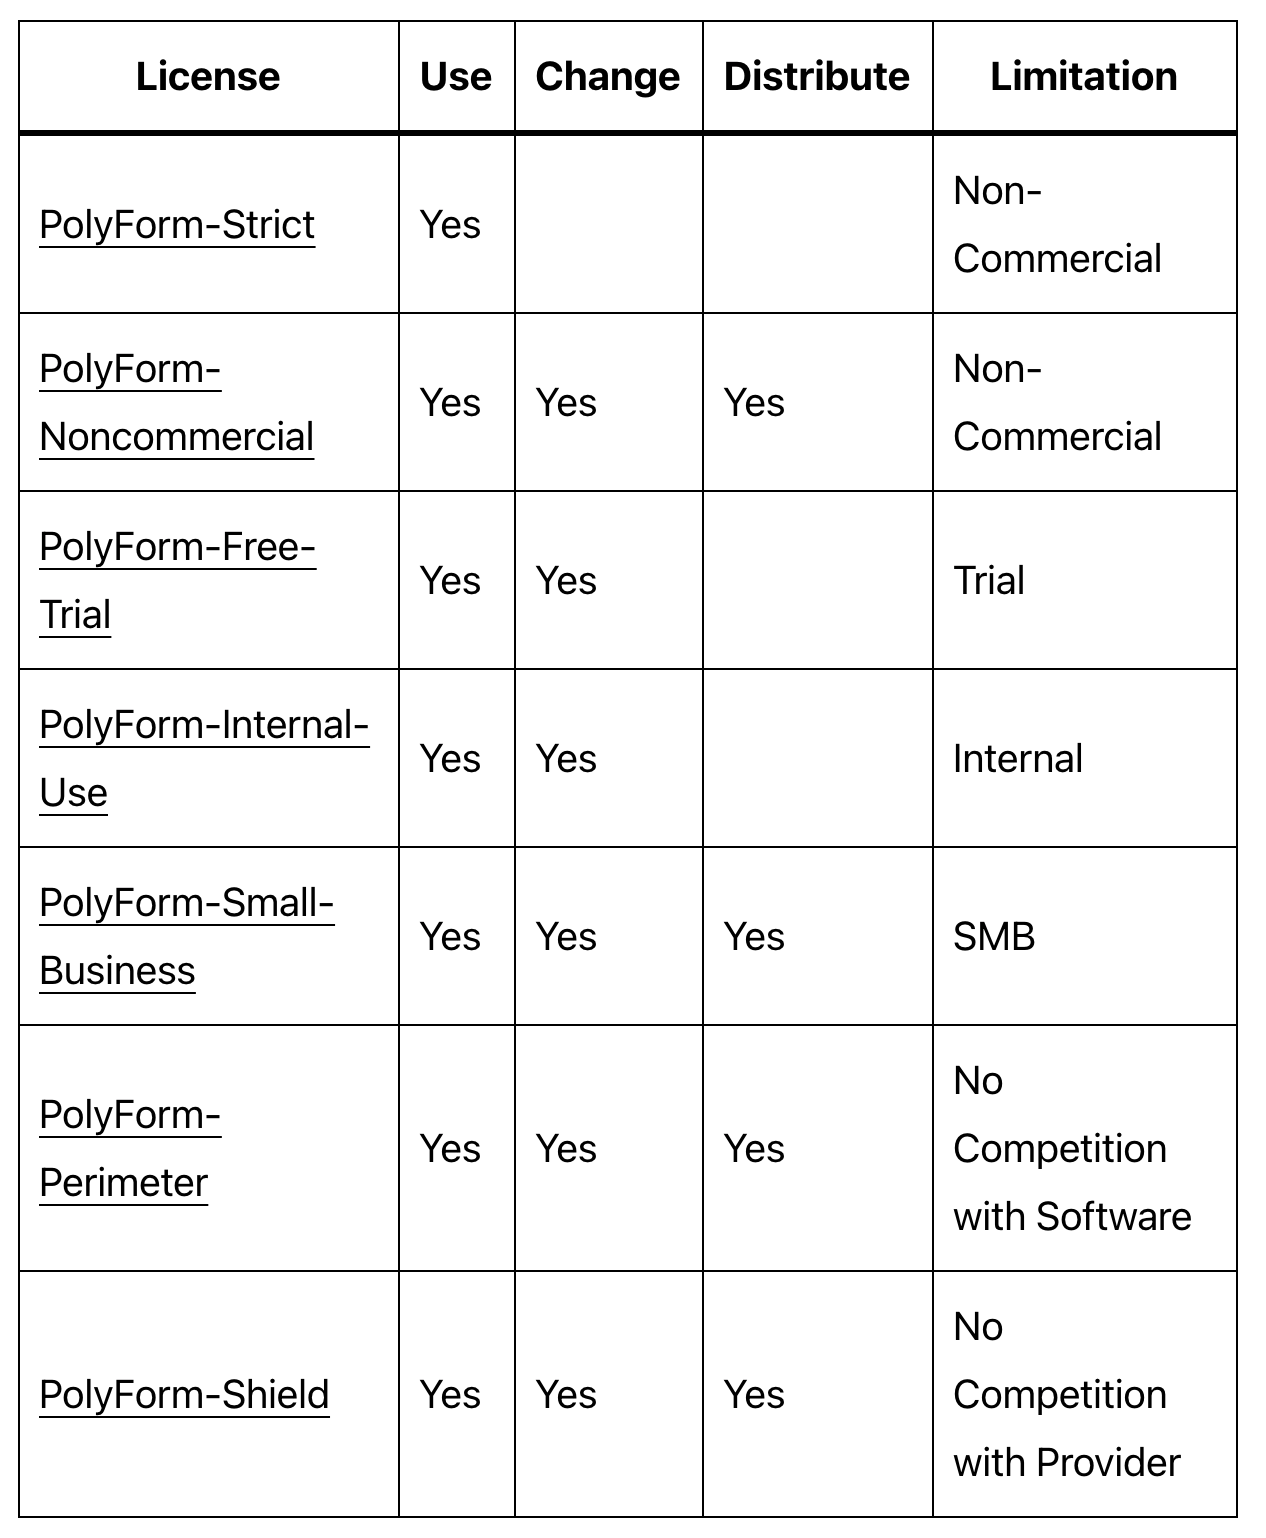 License Use Change Distribute Limitation
PolyForm-Strict Yes Non-
Commercial
PolyForm-
Noncommercial Yes Yes Yes Non-
Commercial
PolyForm-Free-
Trial Yes Yes Trial
PolyForm-Internal-
Use Yes Yes Internal
PolyForm-Small-
Business Yes Yes Yes SMB
PolyForm-
Perimeter Yes Yes Yes No
Competition
with Software
PolyForm-Shield Yes Yes Yes No
Competition
with Provider